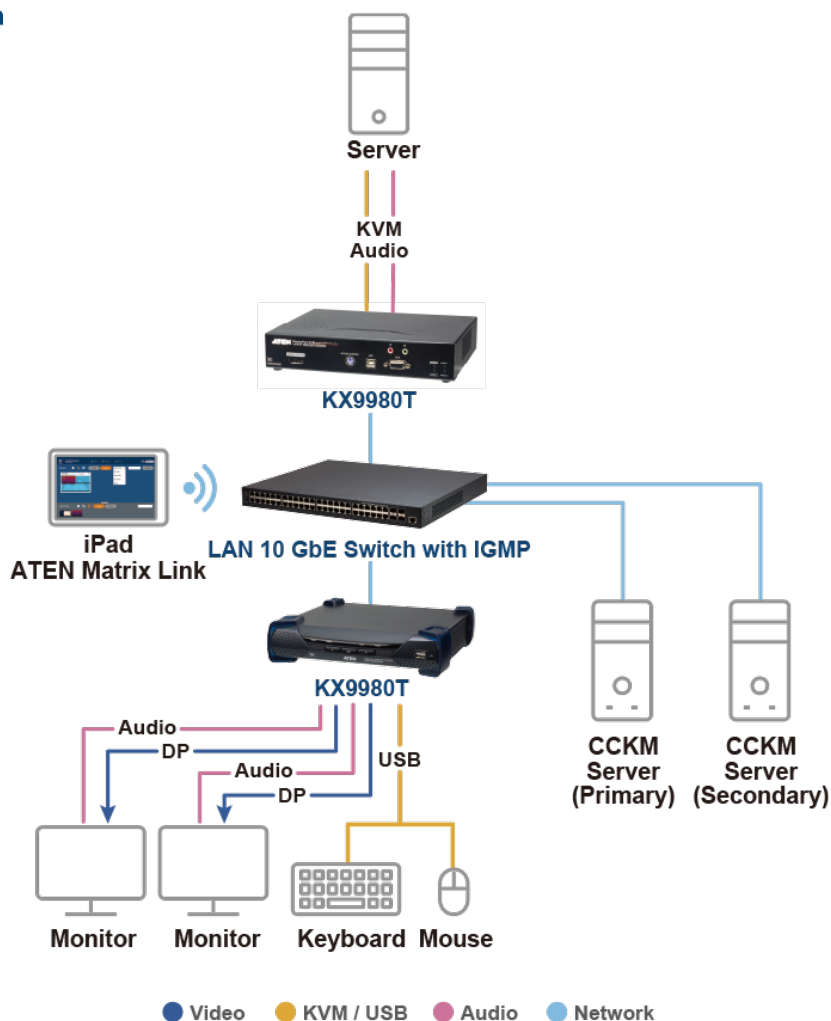 Server
KVM
Audio
ATEN
KX9980T
iPad
ATEN Matrix Link
LAN 10 GbE Switch with IGMP
KX9980T
Audio
DP
USB
Audio
DP
CCKM
Server
(Primary)
CCKM
Server
(Secondary)
Monitor
Monitor
Keyboard
Mouse
Video
KVM / USB
Audio
Network